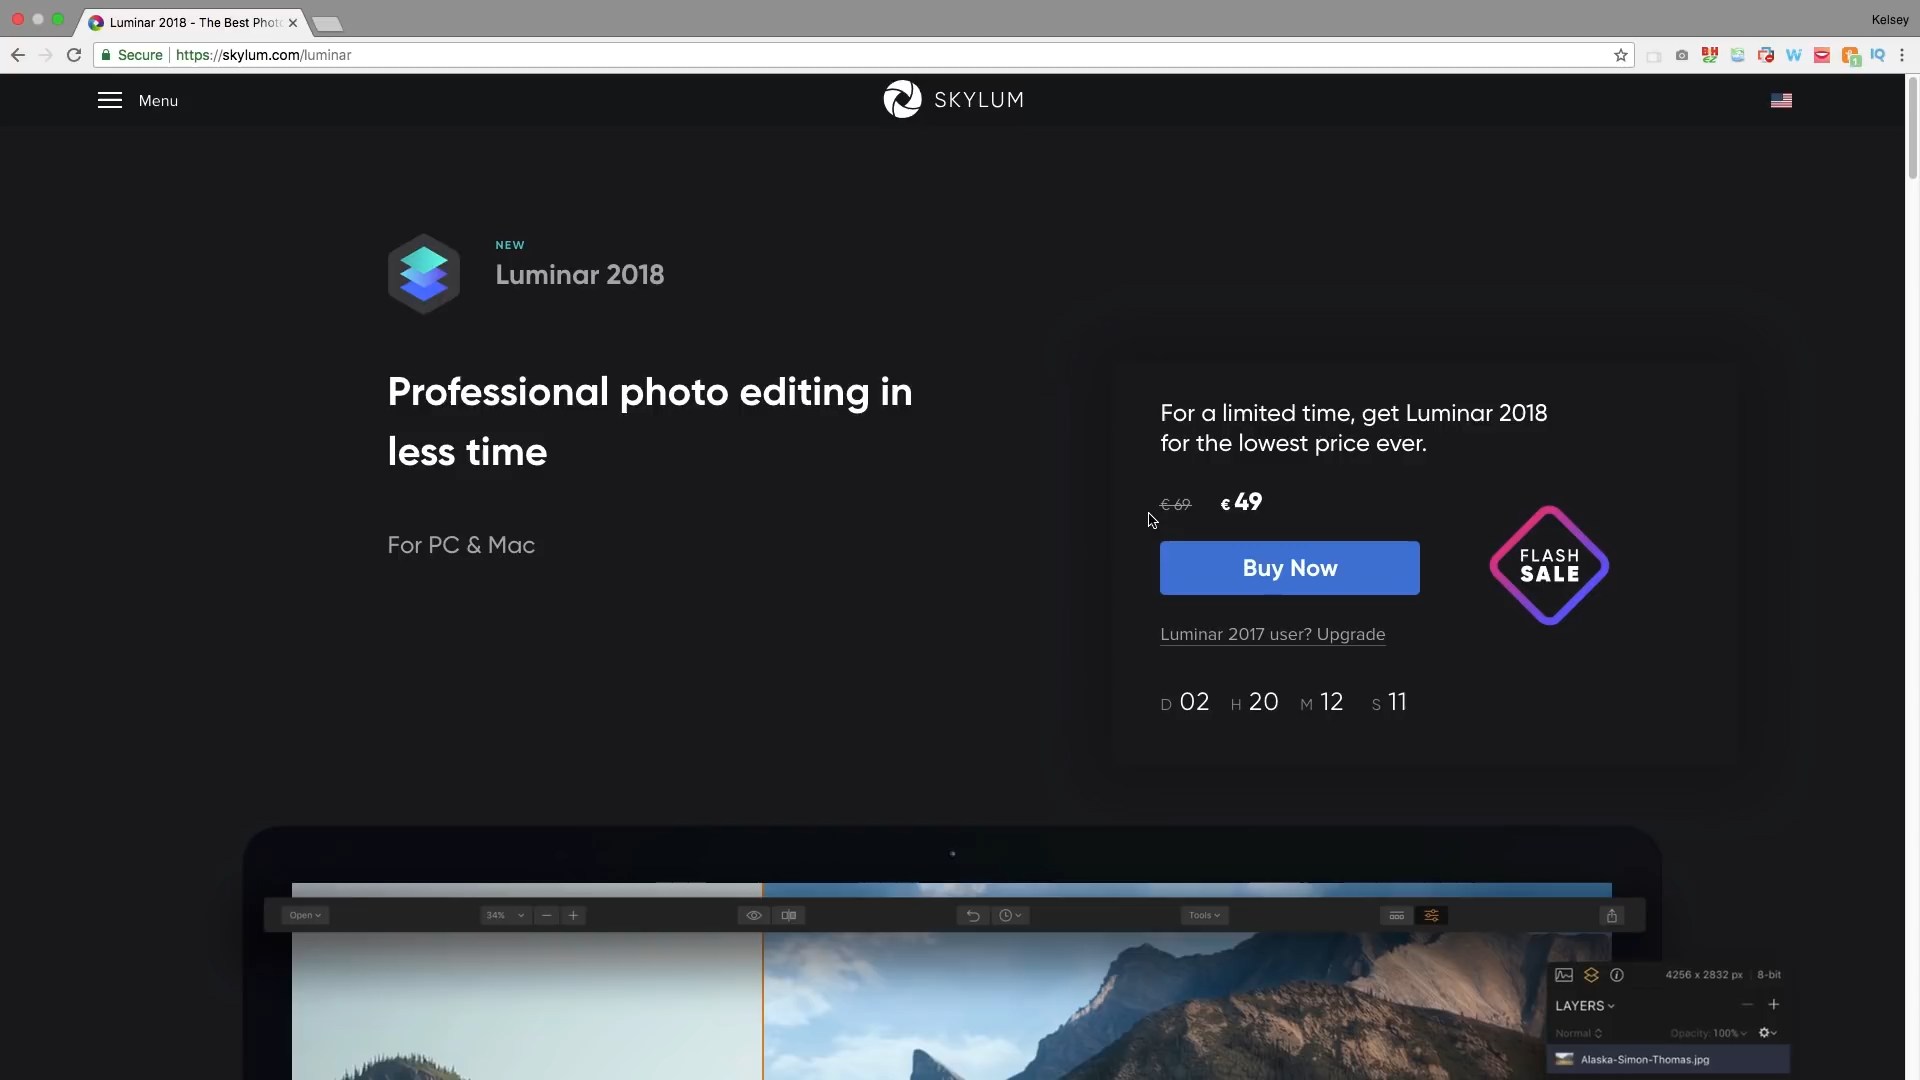 Luminar 2018 - The Best Phot
Kelsey
Secure
https://skylum.com/luminar
Menu
SKYLUM
NEW
Luminar 2018
Professional photo editing in
less time
For PC & Mac
For a limited time, get Luminar 2018
for the lowest price ever.
€ 69 € 49
Buy Now
FLASH
SALE
Luminar 2017 user? Upgrade
D 02 H 20 M 12 S 11
Open 34% Tools
4256 x 2832 px 8-bit
LAYERS
Normal Opacity: 100%
Alaska-Simon-Thomas.jpg